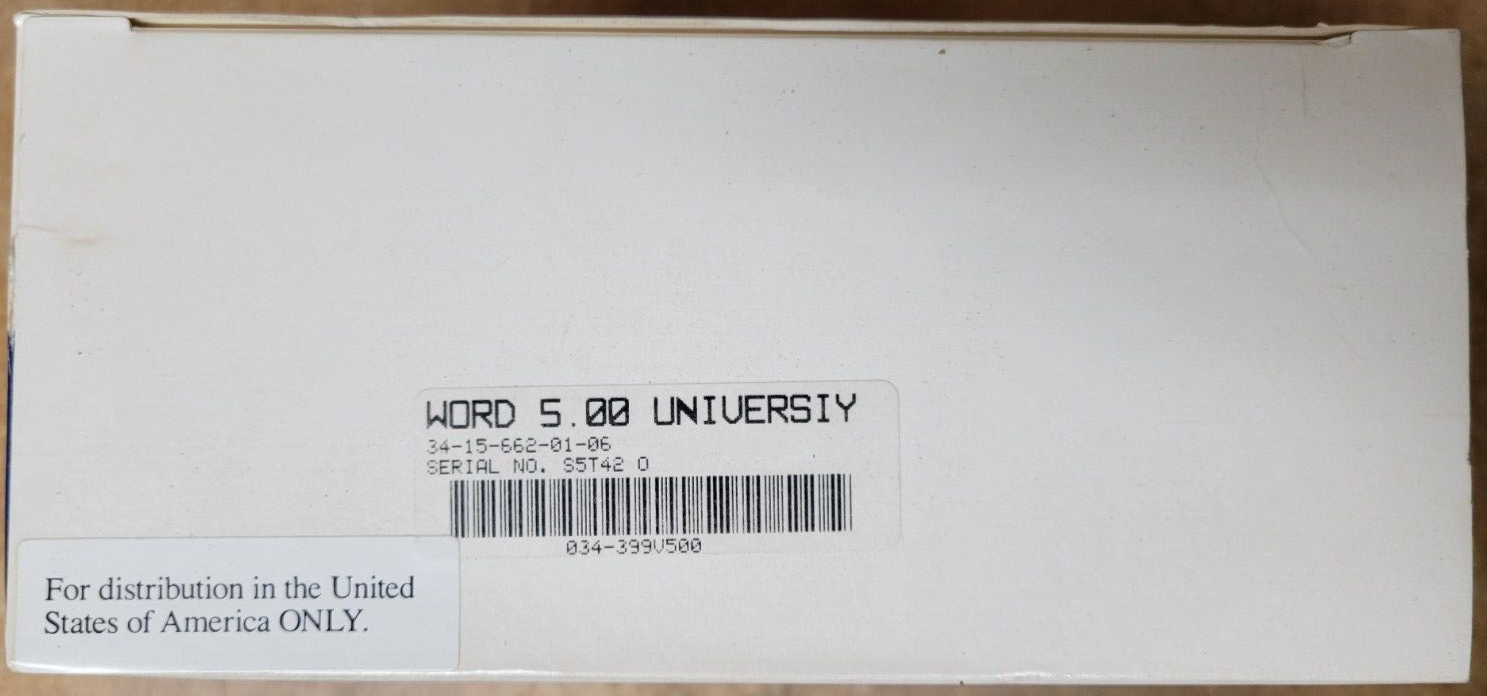 WORD 5.00 UNIVERSIY
34-15-662-01-06
SERIAL NO. S5T42 O
034-399V500
For distribution in the United
States of America ONLY.